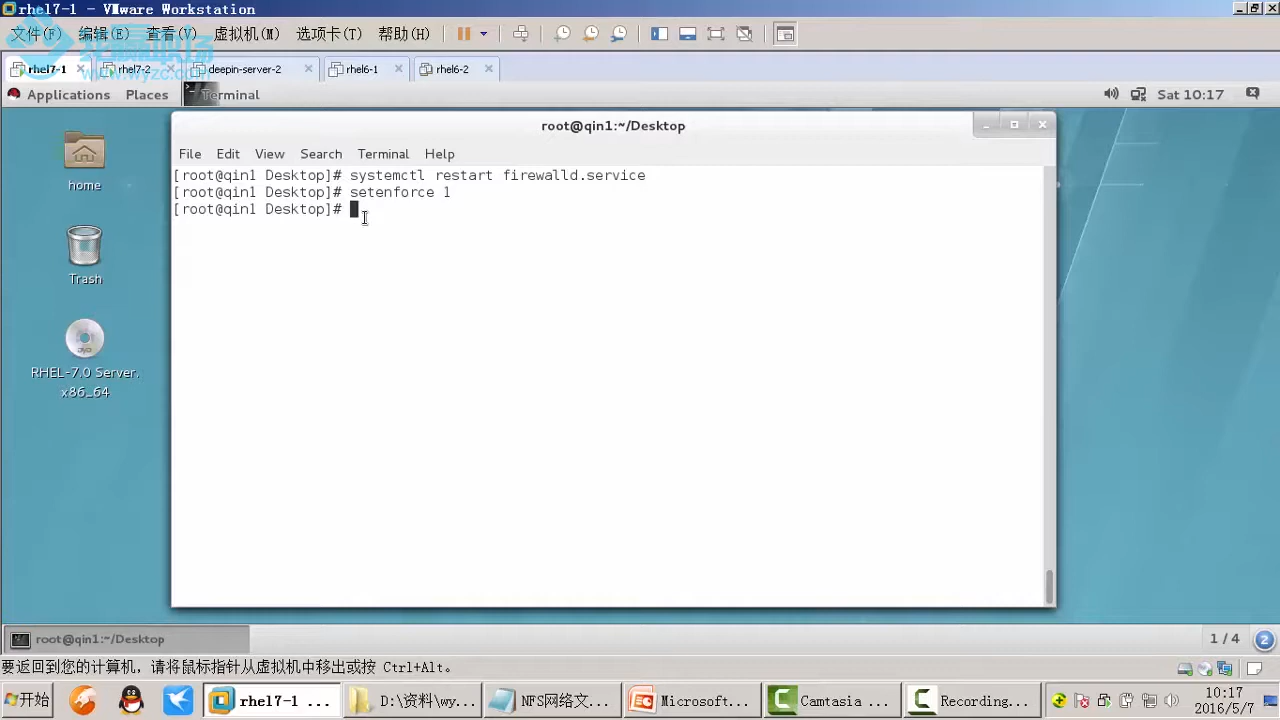 rhel7-1 - VMware Workstation
文件(F) 编辑(E) 查看(V) 虚拟机(M) 选项卡(T) 帮助(H)
www.wyzc.com
rhel7-1 rhel7-2 deepin-server-2 rhel6-1 rhel6-2
Applications Places Terminal Sat 10:17
root@qin1:~/Desktop
File Edit View Search Terminal Help
[root@qin1 Desktop]# systemctl restart firewalld.service
[root@qin1 Desktop]# setenforce 1
[root@qin1 Desktop]#
home
Trash
RHEL-7.0 Server.
x86_64
root@qin1:~/Desktop 1 / 4 2
要返回到您的计算机，请将鼠标指针从虚拟机中移出或按 Ctrl+Alt。
开始 rhel7-1 ... D:\资料\wy... NFS网络文... Microsoft... Camtasia ... Recording... 10:17
2016/5/7